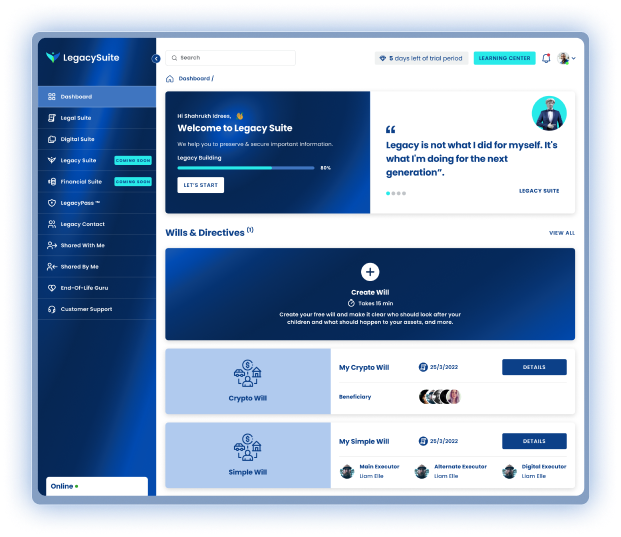 LegacySuite
Search
5 days left of trial period
LEARNING CENTER
Dashboard /
Dashboard
Legal Suite
Digital Suite
Legacy Suite
COMING SOON
Financial Suite
COMING SOON
LegacyPass ™
Legacy Contact
Shared With Me
Shared By Me
End-Of-Life Guru
Customer Support
Online
Hi Shahrukh Idrees,
Welcome to Legacy Suite
We help you to preserve & secure important information.
Legacy Building
80%
LET'S START
“
Legacy is not what I did for myself. It's
what I'm doing for the next
generation”.
LEGACY SUITE
Wills & Directives (1)
VIEW ALL
Create Will
Takes 15 min
Create your free will and make it clear who should look after your
children and what should happen to your assets, and more.
Crypto Will
My Crypto Will
25/3/2022
DETAILS
Beneficiary
Simple Will
My Simple Will
25/3/2022
DETAILS
Main Executor
Liam Elle
Alternate Executor
Liam Elle
Digital Executor
Liam Elle